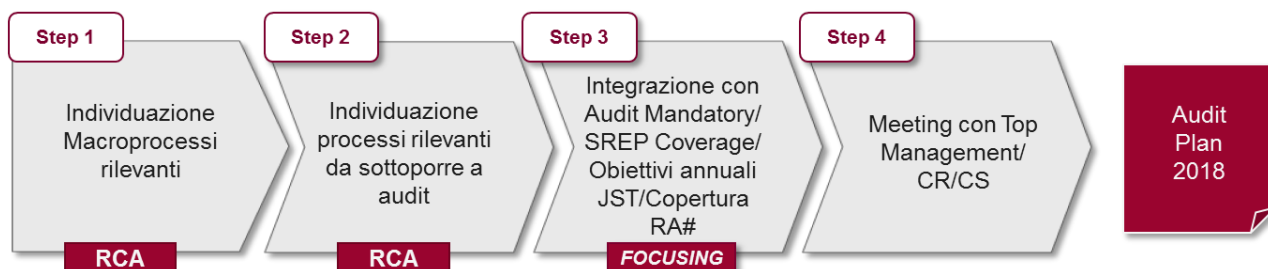 Step 1
Individuazione
Macroprocessi
rilevanti
RCA
Step 2
Individuazione
processi rilevanti
da sottoporre a
audit
RCA
Step 3
Integrazione con
Audit Mandatory/
SREP Coverage/
Obiettivi annuali
JST/Copertura
RA#
FOCUSING
Step 4
Meeting con Top
Management/
CR/CS
Audit
Plan
2018